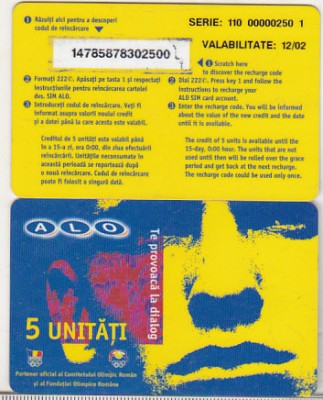 ① Răzuiţi aici pentru a descoperi
codul de reîncărcare ▼
SERIE: 110 00000250 1
14785878302500
VALABILITATE: 12/02
① Scratch here
to discover the recharge code
② Formaţi 222✆. Apăsaţi pe tasta 1 şi respectaţi
instrucţiunile pentru reîncărcarea cartelei
dvs. SIM ALO.
③ Introduceţi codul de reîncărcare. Veţi fi
informat asupra valorii noului credit
şi a datei până la care acesta este valabil.
② Dial 222✆. Press key 1 and follow the
instructions to recharge your
ALO SIM card account.
③ Enter the recharge code. You will be informed
about the value of the new credit and the date
until it is available.
Creditul de 5 unităţi este valabil până
în a 15-a zi, ora 0:00, din ziua efectuării
reîncărcării. Unităţile neconsumate în
această perioadă se reportează după
o nouă reîncărcare. Codul de reîncărcare
poate fi folosit o singură dată.
The credit of 5 units is available until the
15-day, 0:00 hour. The units that are not
used until then will be rolled over the grace
period and get back at the next recharge.
The recharge code could be used only once.
ALO
Te provoacă la dialog
5 UNITĂŢI
Partener oficial al Comitetului Olimpic Român
şi al Fundaţiei Olimpice Române